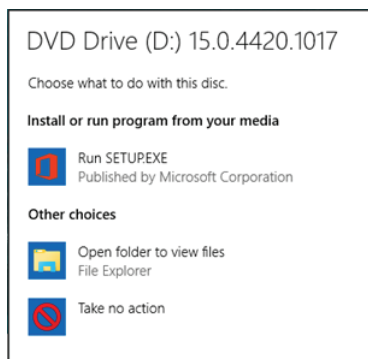 DVD Drive (D:) 15.0.4420.1017
Choose what to do with this disc.
Install or run program from your media
Run SETUP.EXE
Published by Microsoft Corporation
Other choices
Open folder to view files
File Explorer
Take no action